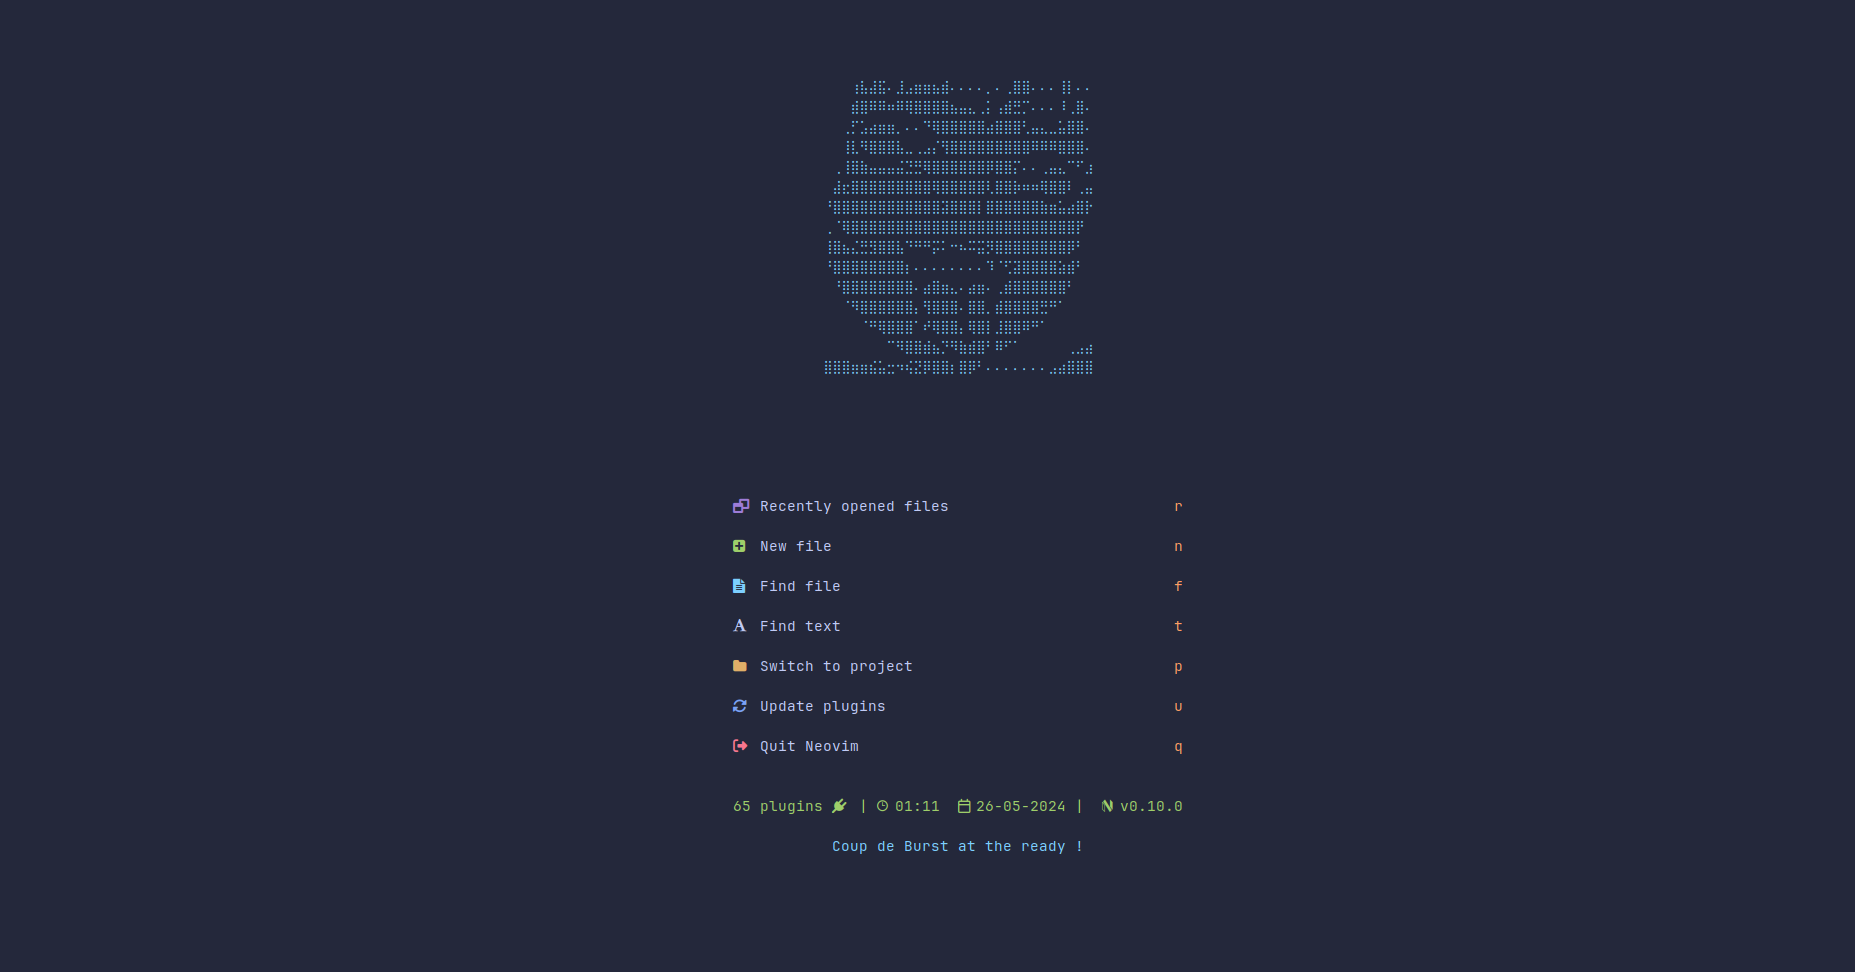 Recently opened files r
New file n
Find file f
Find text t
Switch to project p
Update plugins u
Quit Neovim q
65 plugins | 01:11 26-05-2024 | v0.10.0
Coup de Burst at the ready !